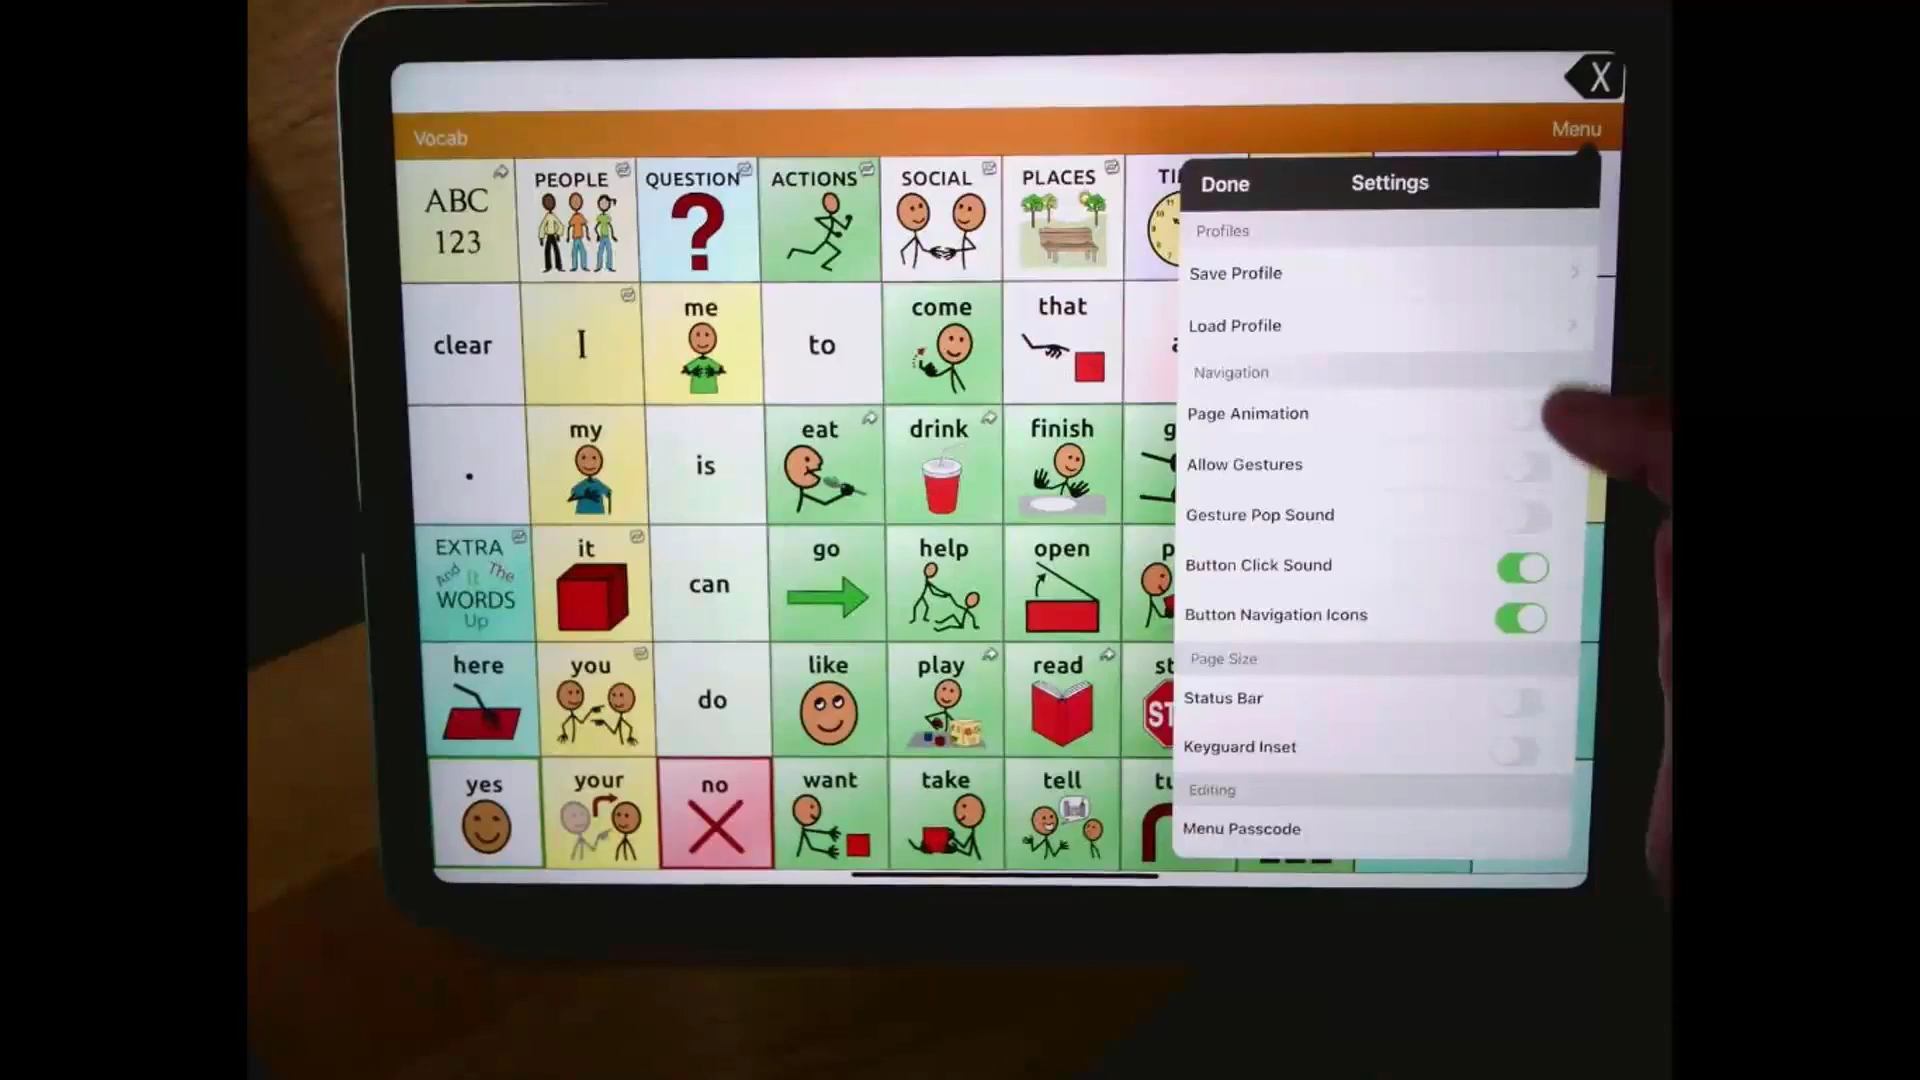 X
Vocab
Menu
ABC
123
PEOPLE
QUESTION
?
ACTIONS
SOCIAL
PLACES
Done
Settings
Profiles
Save Profile
Load Profile
Navigation
Page Animation
Allow Gestures
Gesture Pop Sound
Button Click Sound
Button Navigation Icons
Page Size
Status Bar
Keyguard Inset
Editing
Menu Passcode
clear
I
me
to
come
that
.
my
is
eat
drink
finish
EXTRA
And It The
WORDS
Up
it
can
go
help
open
here
you
do
like
play
read
yes
your
no
want
take
tell